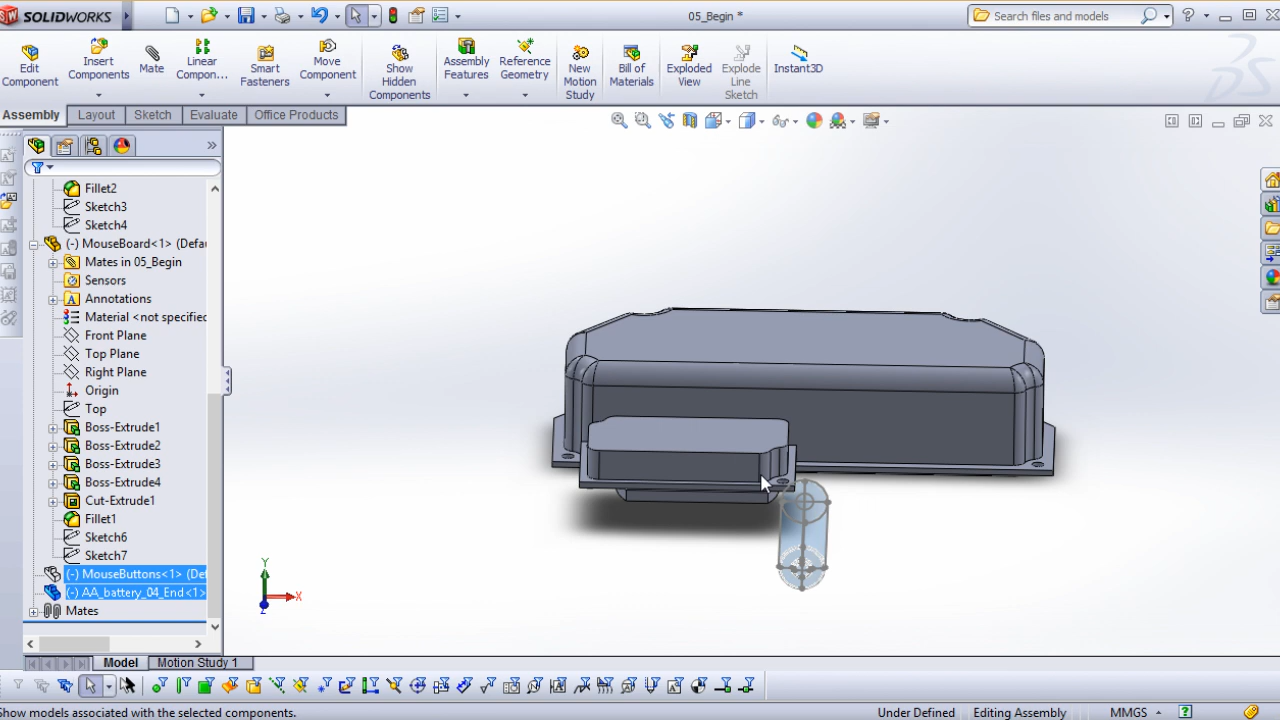 SOLIDWORKS
05_Begin *
Search files and models
Edit Component
Insert Components
Mate
Linear Compon...
Smart Fasteners
Move Component
Show Hidden Components
Assembly Features
Reference Geometry
New Motion Study
Bill of Materials
Exploded View
Explode Line Sketch
Instant3D
Assembly
Layout
Sketch
Evaluate
Office Products
Fillet2
Sketch3
Sketch4
(-) MouseBoard<1> (Defau
Mates in 05_Begin
Sensors
Annotations
Material <not specified
Front Plane
Top Plane
Right Plane
Origin
Top
Boss-Extrude1
Boss-Extrude2
Boss-Extrude3
Boss-Extrude4
Cut-Extrude1
Fillet1
Sketch6
Sketch7
(-) MouseButtons<1> (De
(-) AA_battery_04_End<1>
Mates
Y
X
Z
Model
Motion Study 1
Show models associated with the selected components.
Under Defined
Editing Assembly
MMGS